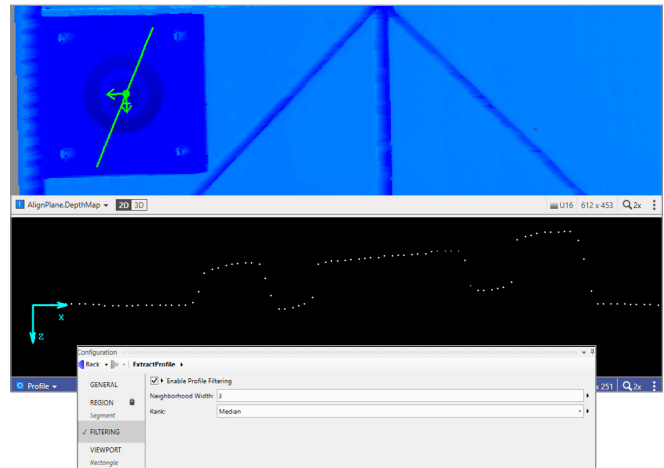 AlignPlane.DepthMap 2D 3D U16 612 x 453 2x
x
z
Configuration
Back ExtractProfile
GENERAL
Enable Profile Filtering
REGION
Neighborhood Width: 3
Segment
Rank: Median
FILTERING
VIEWPORT
Rectangle
Profile x 251 2x